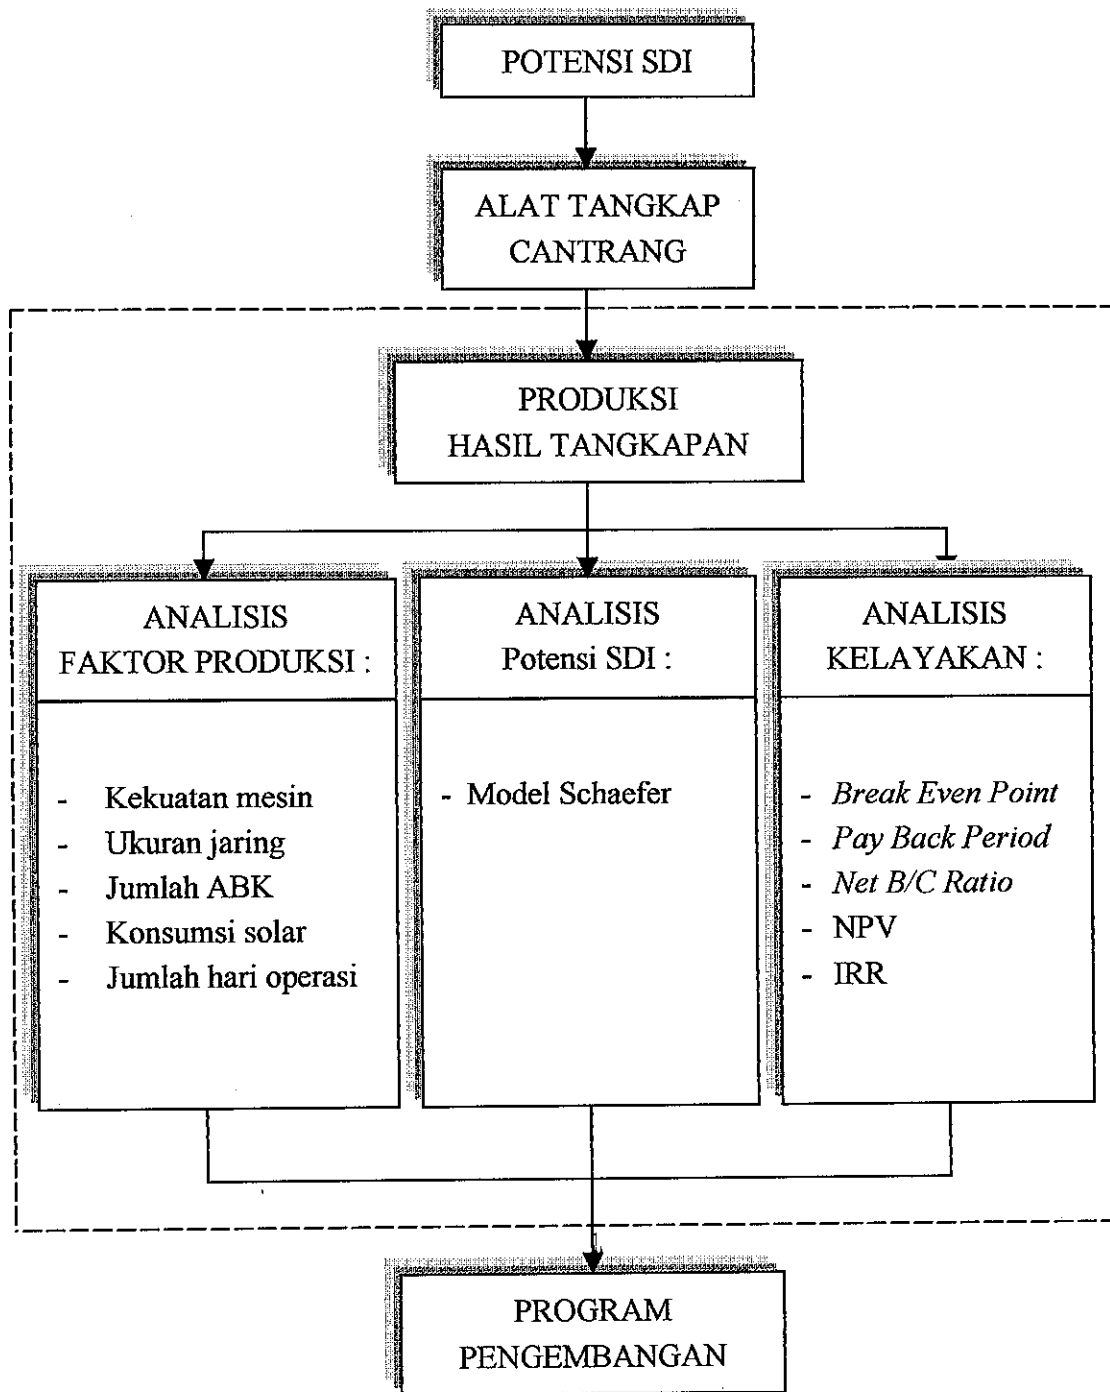 POTENSI SDI
ALAT TANGKAP
CANTRANG
PRODUKSI
HASIL TANGKAPAN
ANALISIS
FAKTOR PRODUKSI :
- Kekuatan mesin
- Ukuran jaring
- Jumlah ABK
- Konsumsi solar
- Jumlah hari operasi
ANALISIS
Potensi SDI :
- Model Schaefer
ANALISIS
KELAYAKAN :
- Break Even Point
- Pay Back Period
- Net B/C Ratio
- NPV
- IRR
PROGRAM
PENGEMBANGAN